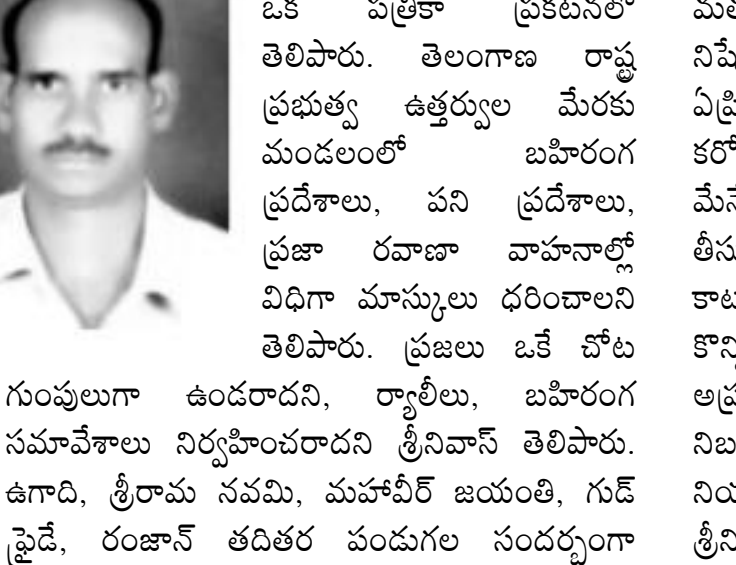 ఒక పత్రికా ప్రకటనలో
తెలిపారు. తెలంగాణ రాష్ట్ర
ప్రభుత్వ ఉత్తర్వుల మేరకు
మండలంలో బహిరంగ
ప్రదేశాలు, పని ప్రదేశాలు,
ప్రజా రవాణా వాహనాల్లో
విధిగా మాస్కులు ధరించాలని
తెలిపారు. ప్రజలు ఒకే చోట
గుంపులుగా ఉండరాదని, ర్యాలీలు, బహిరంగ
సమావేశాలు నిర్వహించరాదని శ్రీనివాస్ తెలిపారు.
ఉగాది, శ్రీరామ నవమి, మహావీర్ జయంతి, గుడ్
ఫ్రైడే, రంజాన్ తదితర పండుగల సందర్భంగా